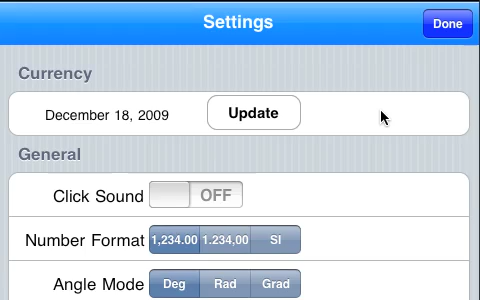 Settings
Done
Currency
December 18, 2009
Update
General
Click Sound
OFF
Number Format
1,234.00
1.234,00
SI
Angle Mode
Deg
Rad
Grad